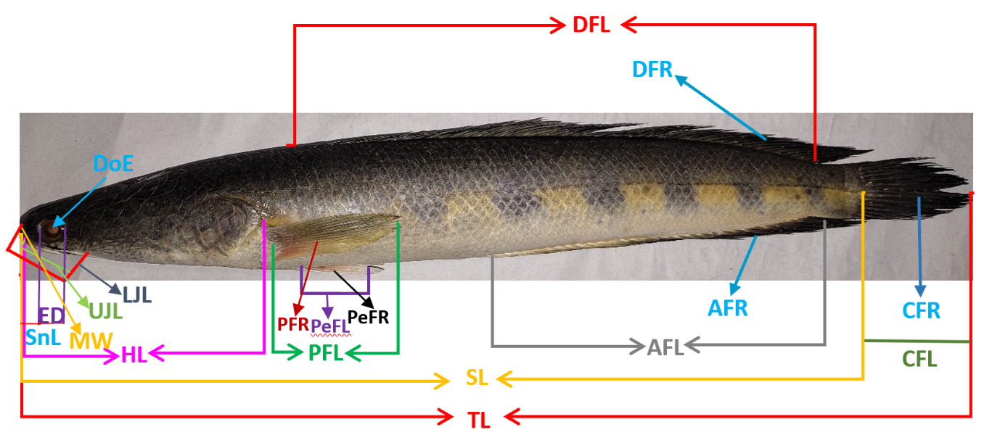 DFL
DFR
DoE
LJL
UJL
ED
SnL
MW
HL
PFR
PeFL
PeFR
PFL
AFR
AFL
CFR
CFL
SL
TL